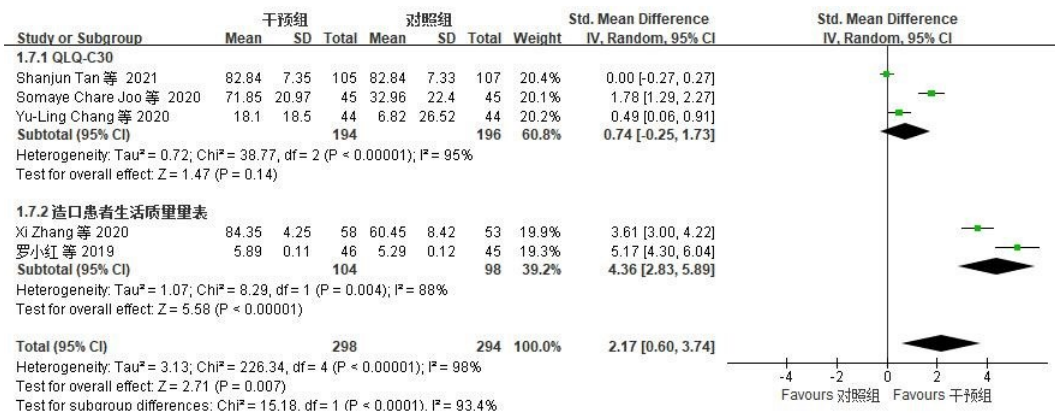 干预组 对照组 Std. Mean Difference Std. Mean Difference
Study or Subgroup Mean SD Total Mean SD Total Weight IV, Random, 95% CI IV, Random, 95% CI
1.7.1 QLQ-C30
Shanjun Tan 等 2021 82.84 7.35 105 82.84 7.33 107 20.4% 0.00 [-0.27, 0.27]
Somaye Chare Joo 等 2020 71.85 20.97 45 32.96 22.4 45 20.1% 1.78 [1.29, 2.27]
Yu-Ling Chang 等 2020 18.1 18.5 44 6.82 26.52 44 20.2% 0.49 [0.06, 0.91]
Subtotal (95% CI) 194 196 60.8% 0.74 [-0.25, 1.73]
Heterogeneity: Tau² = 0.72; Chi² = 38.77, df = 2 (P < 0.00001); I² = 95%
Test for overall effect: Z = 1.47 (P = 0.14)
1.7.2 造口患者生活质量量表
Xi Zhang 等 2020 84.35 4.25 58 60.45 8.42 53 19.9% 3.61 [3.00, 4.22]
罗小红 等 2019 5.89 0.11 46 5.29 0.12 45 19.3% 5.17 [4.30, 6.04]
Subtotal (95% CI) 104 98 39.2% 4.36 [2.83, 5.89]
Heterogeneity: Tau² = 1.07; Chi² = 8.29, df = 1 (P = 0.004); I² = 88%
Test for overall effect: Z = 5.58 (P < 0.00001)
Total (95% CI) 298 294 100.0% 2.17 [0.60, 3.74]
Heterogeneity: Tau² = 3.13; Chi² = 226.34, df = 4 (P < 0.00001); I² = 98%
Test for overall effect: Z = 2.71 (P = 0.007)
Test for subgroup differences: Chi² = 15.18, df = 1 (P < 0.0001), I² = 93.4%
-4 -2 0 2 4
Favours 对照组 Favours 干预组